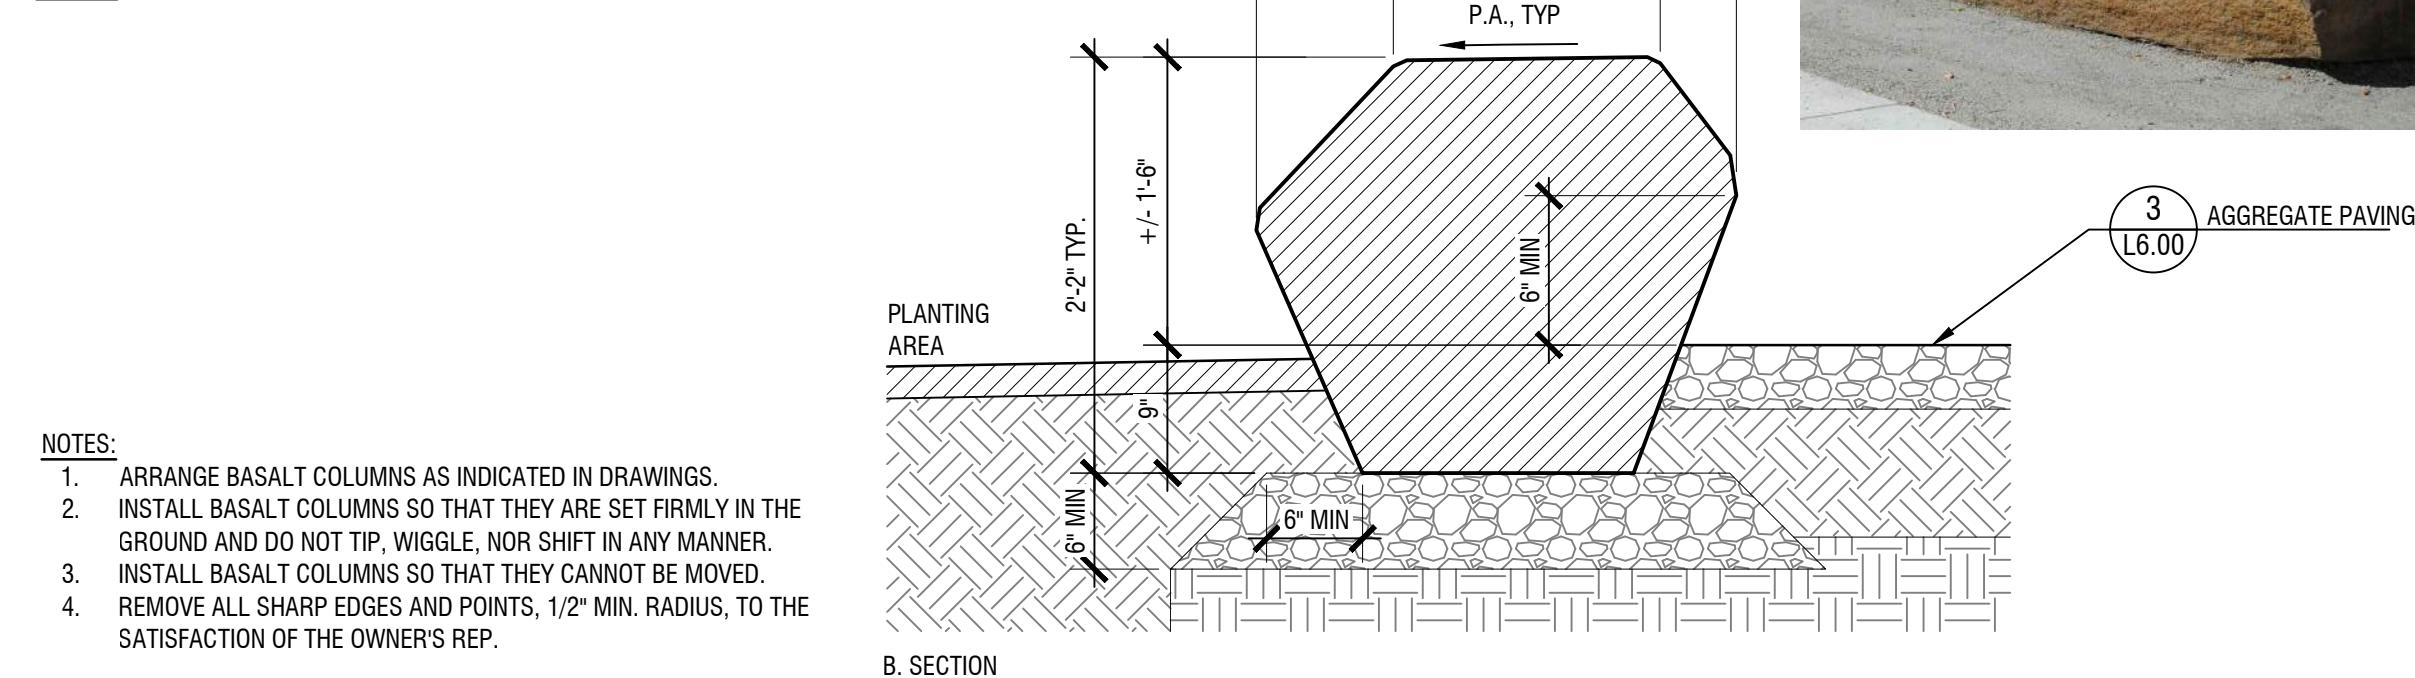 P.A., TYP
2'-2" TYP.
+/- 1'-6"
6" MIN
3
L6.00
AGGREGATE PAVING
PLANTING
AREA
9"
6" MIN
6" MIN
NOTES:
1. ARRANGE BASALT COLUMNS AS INDICATED IN DRAWINGS.
2. INSTALL BASALT COLUMNS SO THAT THEY ARE SET FIRMLY IN THE
GROUND AND DO NOT TIP, WIGGLE, NOR SHIFT IN ANY MANNER.
3. INSTALL BASALT COLUMNS SO THAT THEY CANNOT BE MOVED.
4. REMOVE ALL SHARP EDGES AND POINTS, 1/2" MIN. RADIUS, TO THE
SATISFACTION OF THE OWNER'S REP.
B. SECTION